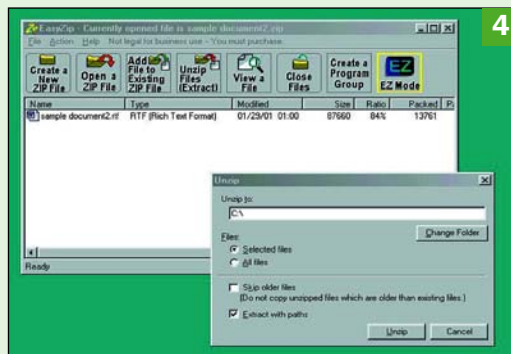 4
EasyZip - Currently opened file is sample document2.zip
File Action Help Not legal for business use - You must purchase.
Create a New ZIP File
Open a ZIP File
Add File to Existing ZIP File
Unzip Files (Extract)
View a File
Close Files
Create a Program Group
EZ
EZ Mode
Name Type Modified Size Ratio Packed
sample document2.rtf RTF (Rich Text Format) 01/29/01 01:00 87660 84% 13761
Ready
Unzip
Unzip to:
C:\
Change Folder
Files:
Selected files
All files
Skip older files
(Do not copy unzipped files which are older than existing files.)
Extract with paths
Unzip Cancel